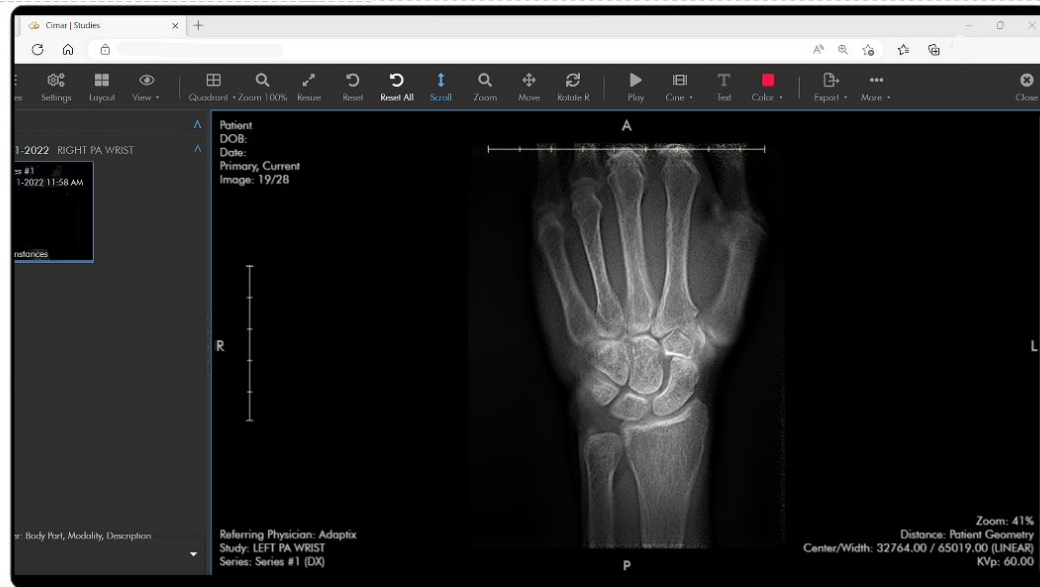 Cimar | Studies
Settings Layout View Quadrant Zoom 100% Resize Reset Reset All Scroll Zoom Move Rotate R Play Cine Text Color Export More Close
1-2022 RIGHT PA WRIST
#1
1-2022 11:58 AM
nstances
Body Part, Modality, Description
Patient
DOB:
Date:
Primary, Current
Image: 19/28
A
R
L
P
Referring Physician: Adaptix
Study: LEFT PA WRIST
Series: Series #1 (DX)
Zoom: 41%
Distance: Patient Geometry
Center/Width: 32764.00 / 65019.00 (LINEAR)
KVp: 60.00